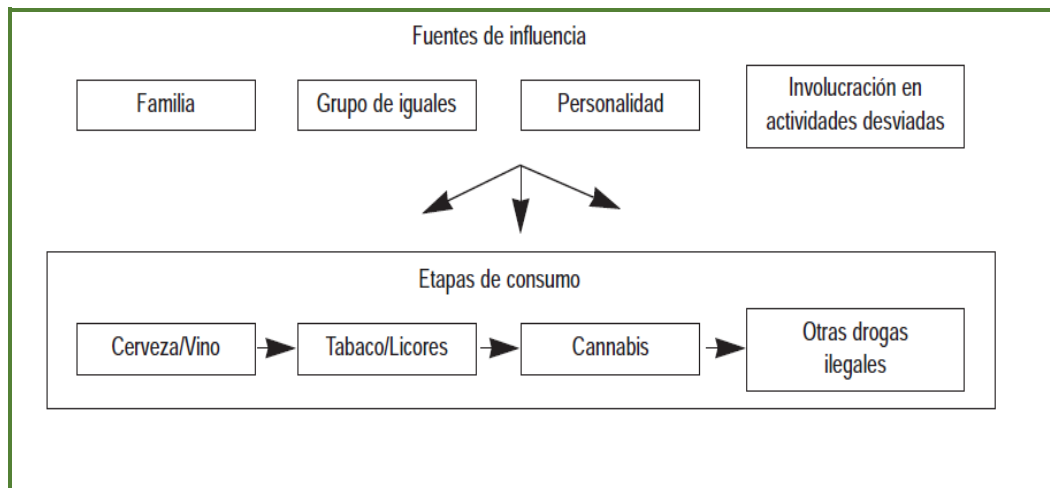 Fuentes de influencia
Familia
Grupo de iguales
Personalidad
Involucración en
actividades desviadas
Etapas de consumo
Cerveza/Vino
Tabaco/Licores
Cannabis
Otras drogas
ilegales